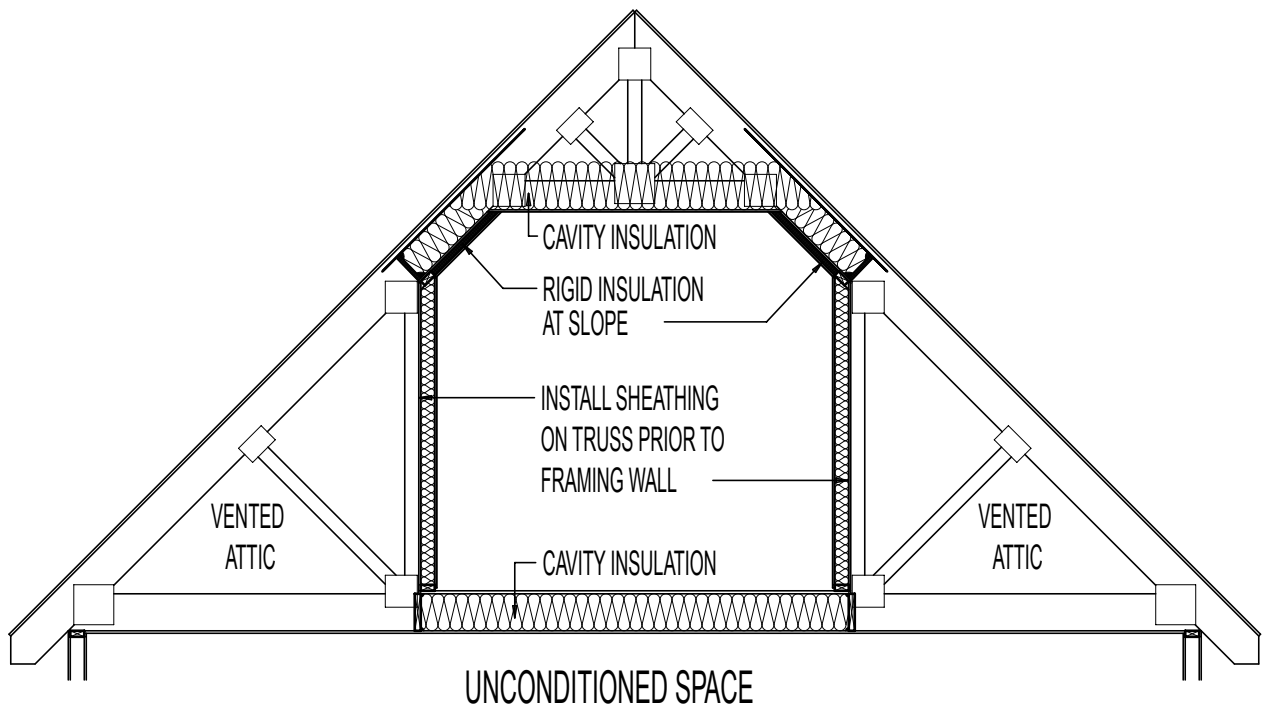 CAVITY INSULATION
RIGID INSULATION
AT SLOPE
INSTALL SHEATHING
ON TRUSS PRIOR TO
FRAMING WALL
VENTED
ATTIC
VENTED
ATTIC
CAVITY INSULATION
UNCONDITIONED SPACE